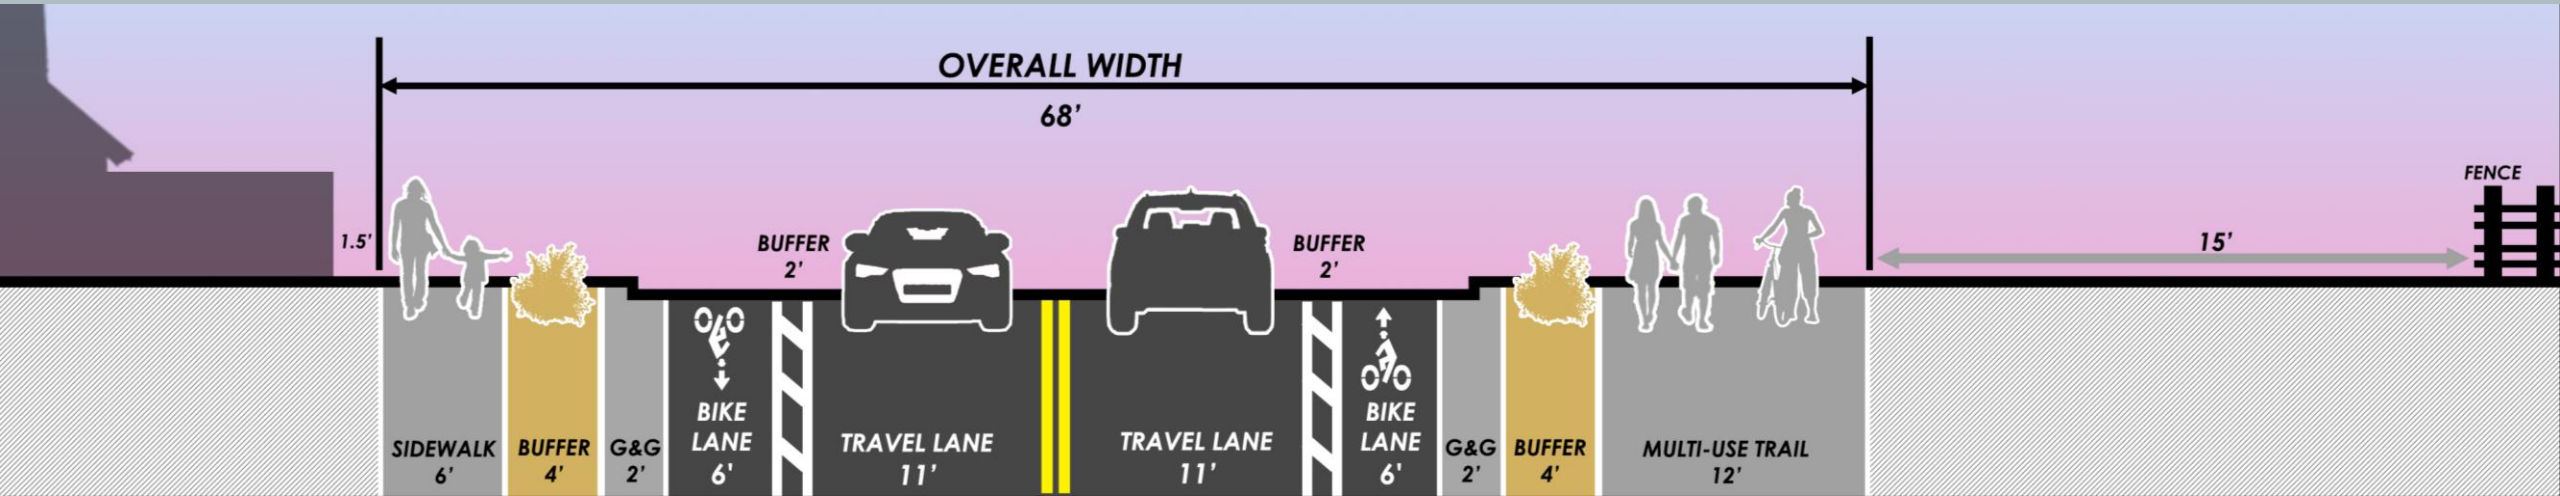 OVERALL WIDTH
68'
FENCE
1.5'
BUFFER
2'
BUFFER
2'
15'
SIDEWALK
6'
BUFFER
4'
G&G
2'
BIKE
LANE
6'
TRAVEL LANE
11'
TRAVEL LANE
11'
BIKE
LANE
6'
G&G
2'
BUFFER
4'
MULTI-USE TRAIL
12'